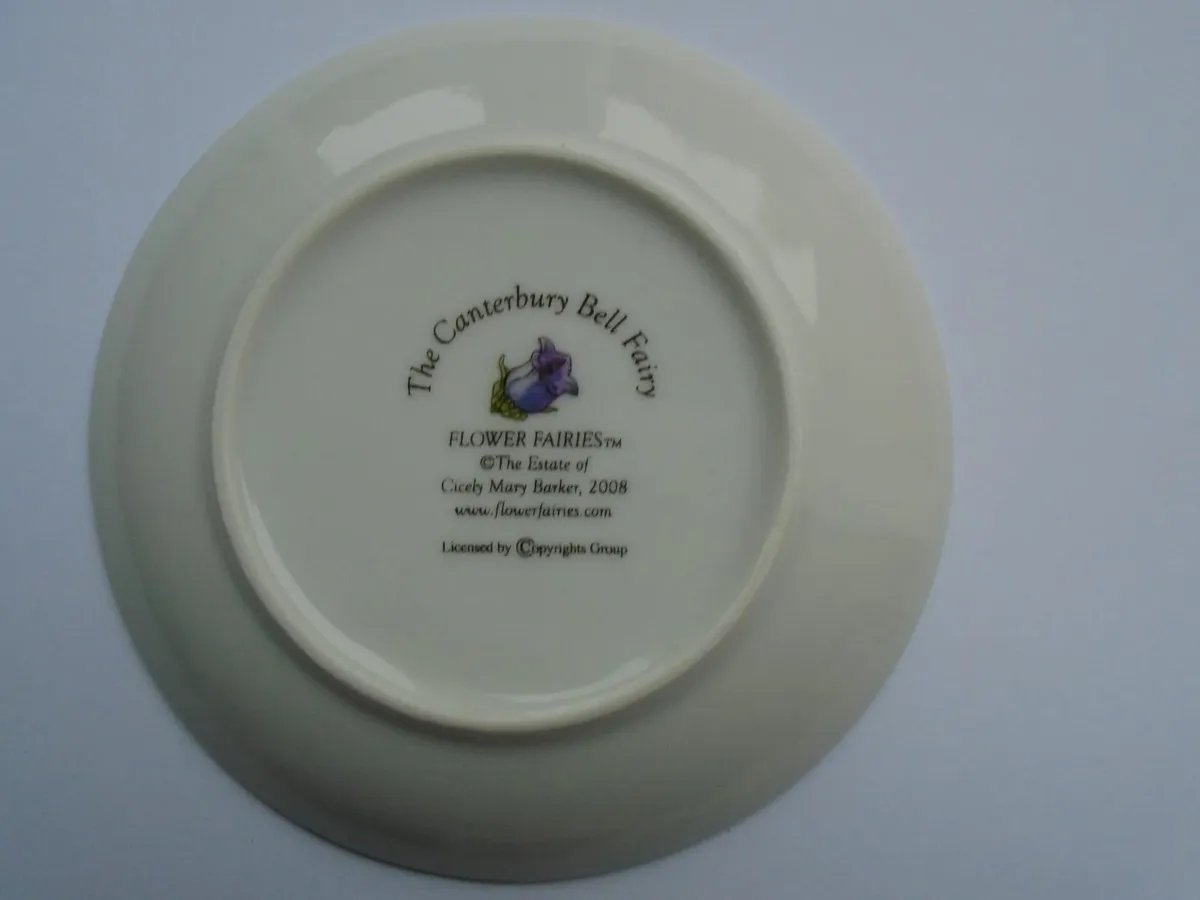 The Canterbury Bell Fairy
FLOWER FAIRIES™
©The Estate of
Cicely Mary Barker, 2008
www.flowerfairies.com
Licensed by ©opyrights Group